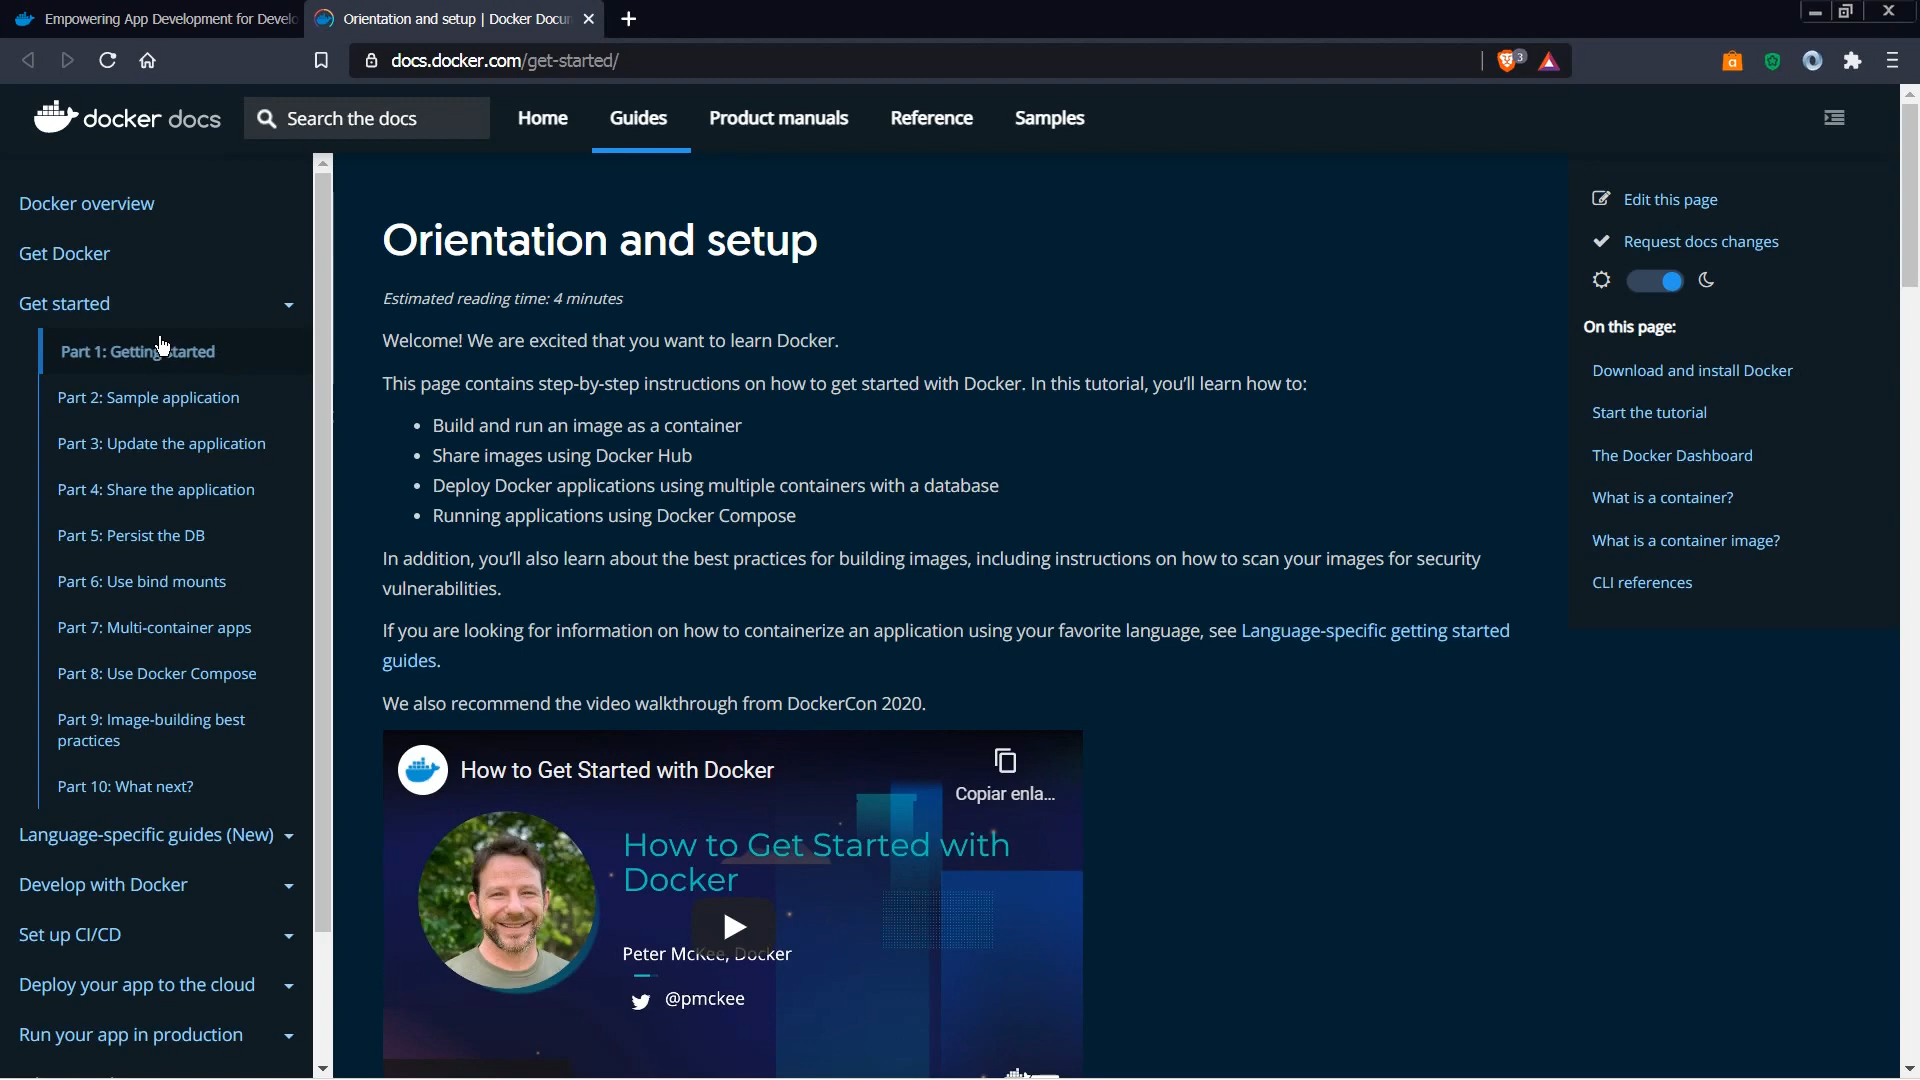 Empowering App Development for Develo
Orientation and setup | Docker Docum
docs.docker.com/get-started/
3
docker docs
Search the docs
Home
Guides
Product manuals
Reference
Samples
Docker overview
Get Docker
Get started
Part 1: Getting started
Part 2: Sample application
Part 3: Update the application
Part 4: Share the application
Part 5: Persist the DB
Part 6: Use bind mounts
Part 7: Multi-container apps
Part 8: Use Docker Compose
Part 9: Image-building best
practices
Part 10: What next?
Language-specific guides (New)
Develop with Docker
Set up CI/CD
Deploy your app to the cloud
Run your app in production
Orientation and setup
Estimated reading time: 4 minutes
Welcome! We are excited that you want to learn Docker.
This page contains step-by-step instructions on how to get started with Docker. In this tutorial, you’ll learn how to:
• Build and run an image as a container
• Share images using Docker Hub
• Deploy Docker applications using multiple containers with a database
• Running applications using Docker Compose
In addition, you’ll also learn about the best practices for building images, including instructions on how to scan your images for security
vulnerabilities.
If you are looking for information on how to containerize an application using your favorite language, see Language-specific getting started
guides.
We also recommend the video walkthrough from DockerCon 2020.
How to Get Started with Docker
Copiar enla...
How to Get Started with
Docker
Peter McKee, Docker
@pmckee
Edit this page
Request docs changes
On this page:
Download and install Docker
Start the tutorial
The Docker Dashboard
What is a container?
What is a container image?
CLI references